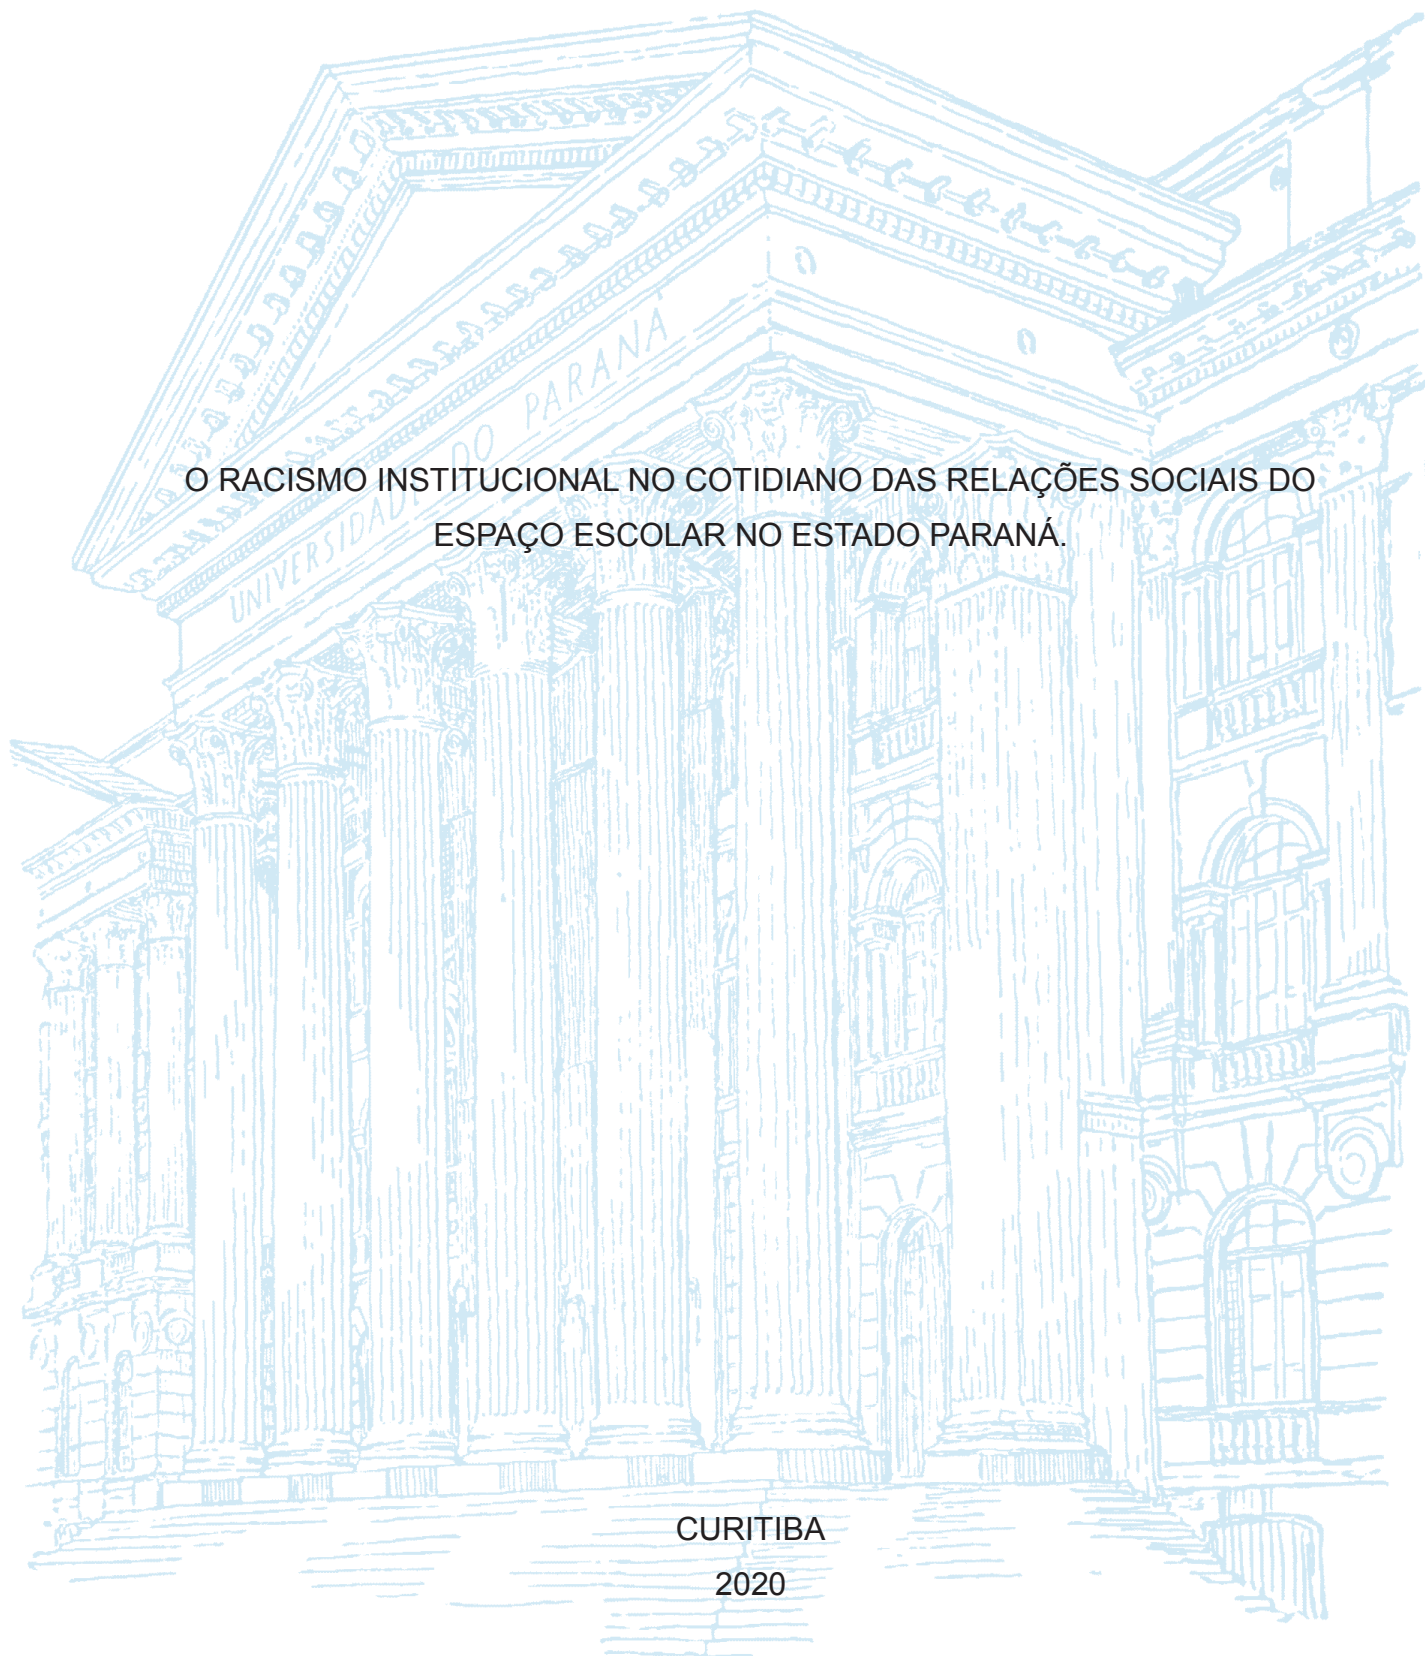 UNIVERSIDADE DO PARANÁ
O RACISMO INSTITUCIONAL NO COTIDIANO DAS RELAÇÕES SOCIAIS DO
ESPAÇO ESCOLAR NO ESTADO PARANÁ.
CURITIBA
2020